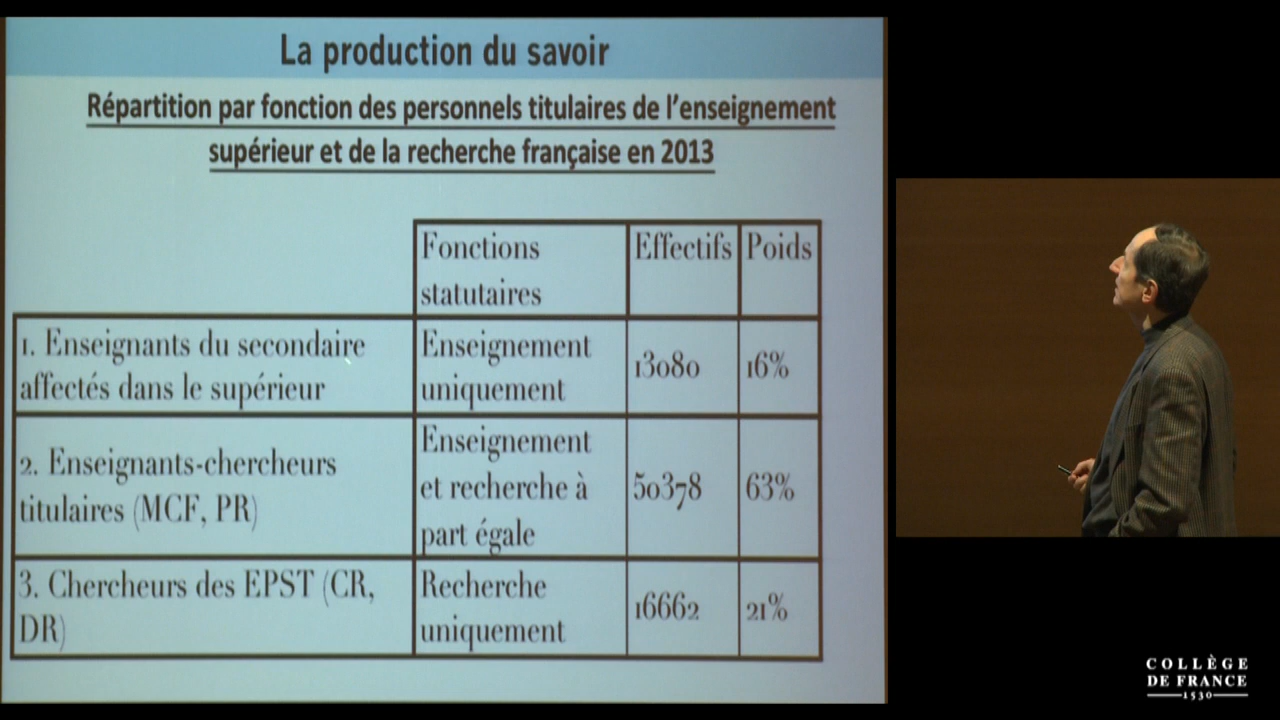 La production du savoir
Répartition par fonction des personnels titulaires de l'enseignement
supérieur et de la recherche française en 2013
Fonctions
statutaires
Effectifs
Poids
1. Enseignants du secondaire
affectés dans le supérieur
Enseignement
uniquement
13080
16%
2. Enseignants-chercheurs
titulaires (MCF, PR)
Enseignement
et recherche à
part égale
50378
63%
3. Chercheurs des EPST (CR,
DR)
Recherche
uniquement
16662
21%
COLLÈGE
DE FRANCE
1530